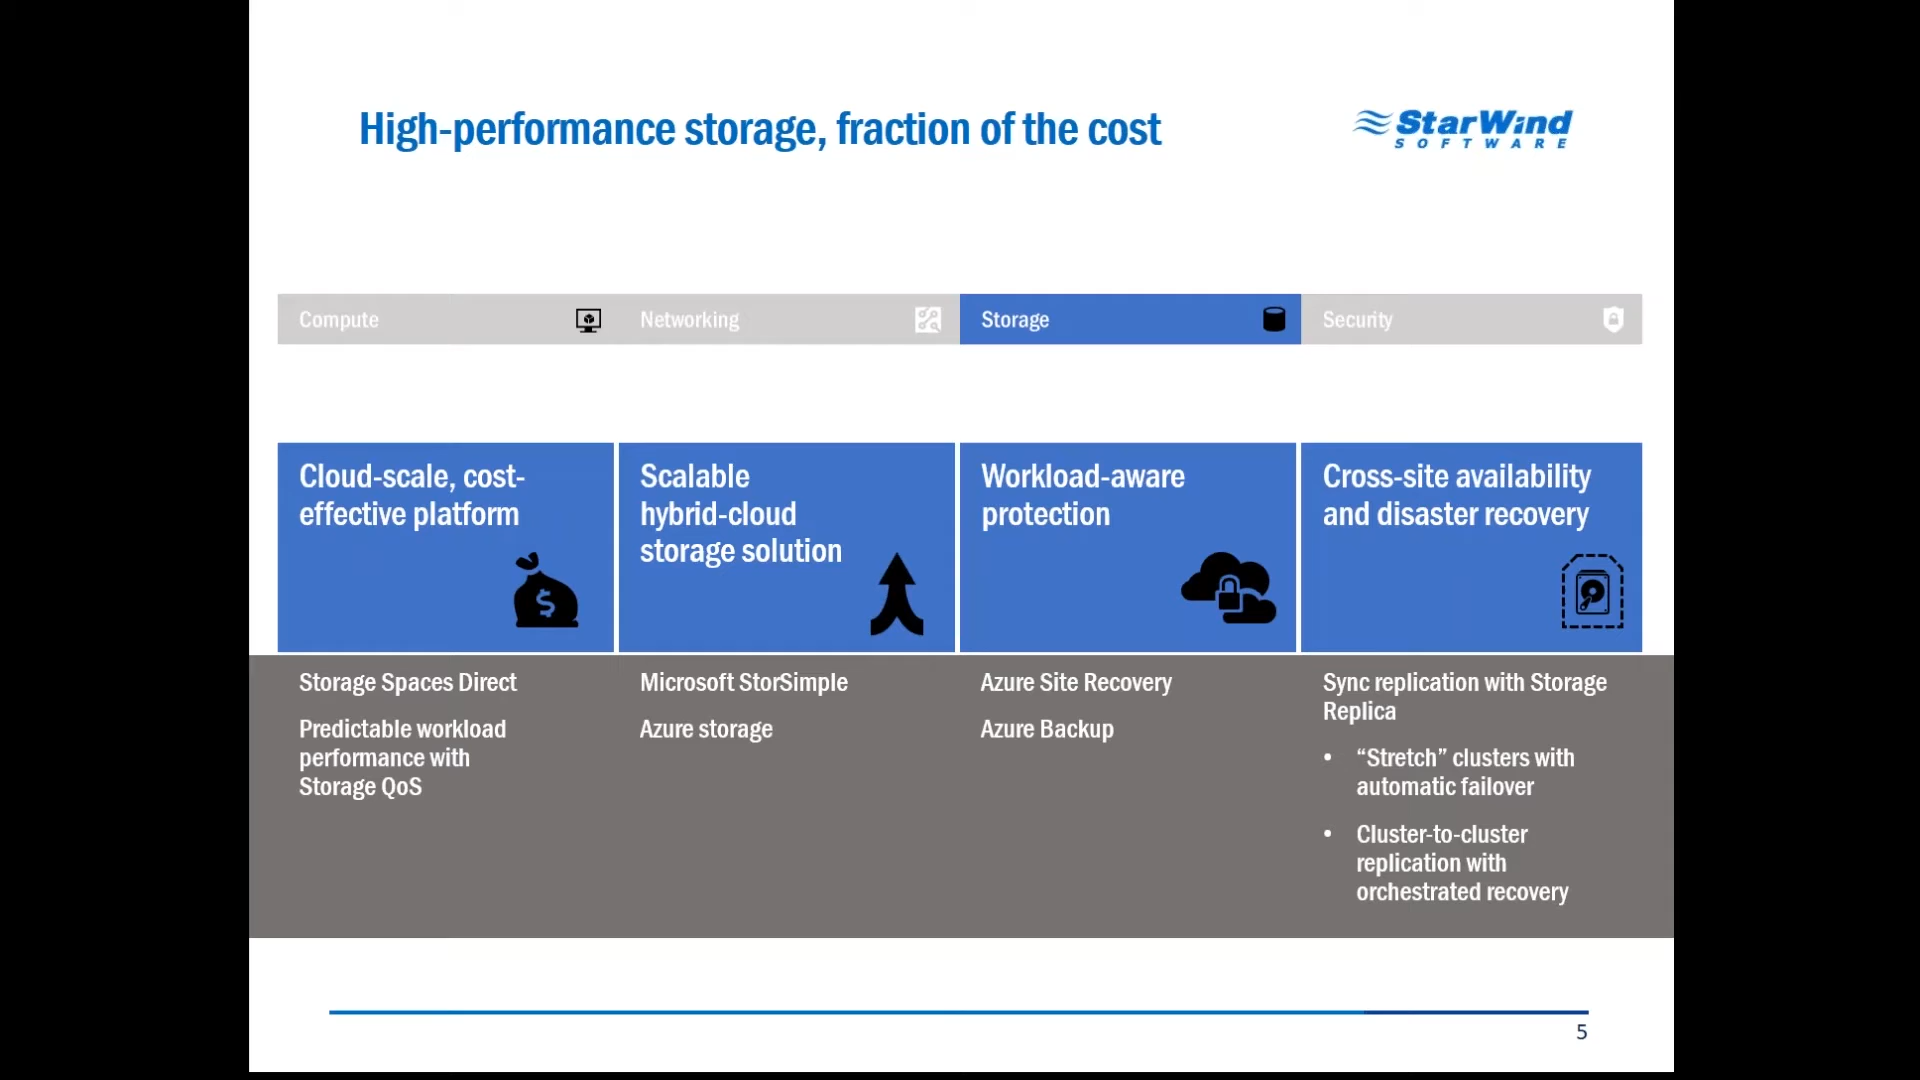 High-performance storage, fraction of the cost
StarWind
SOFTWARE
Compute
Networking
Storage
Security
Cloud-scale, cost-
effective platform
Scalable
hybrid-cloud
storage solution
Workload-aware
protection
Cross-site availability
and disaster recovery
$
Storage Spaces Direct
Predictable workload
performance with
Storage QoS
Microsoft StorSimple
Azure storage
Azure Site Recovery
Azure Backup
Sync replication with Storage
Replica
• “Stretch” clusters with
automatic failover
• Cluster-to-cluster
replication with
orchestrated recovery
5